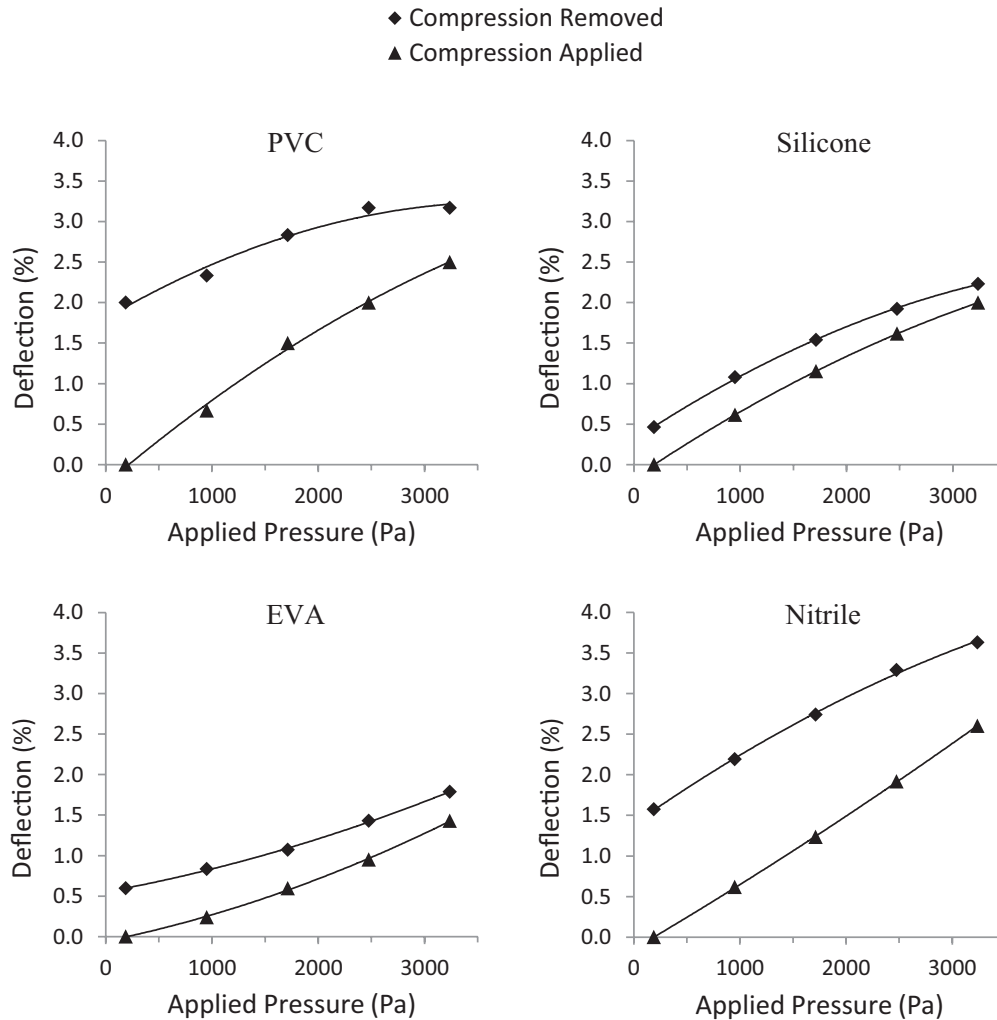 Compression Removed
Compression Applied
PVC
4.0
3.5
3.0
2.5
2.0
1.5
1.0
0.5
0.0
Deflection (%)
0 1000 2000 3000
Applied Pressure (Pa)
Silicone
4.0
3.5
3.0
2.5
2.0
1.5
1.0
0.5
0.0
Deflection (%)
0 1000 2000 3000
Applied Pressure (Pa)
EVA
4.0
3.5
3.0
2.5
2.0
1.5
1.0
0.5
0.0
Deflection (%)
0 1000 2000 3000
Applied Pressure (Pa)
Nitrile
4.0
3.5
3.0
2.5
2.0
1.5
1.0
0.5
0.0
Deflection (%)
0 1000 2000 3000
Applied Pressure (Pa)